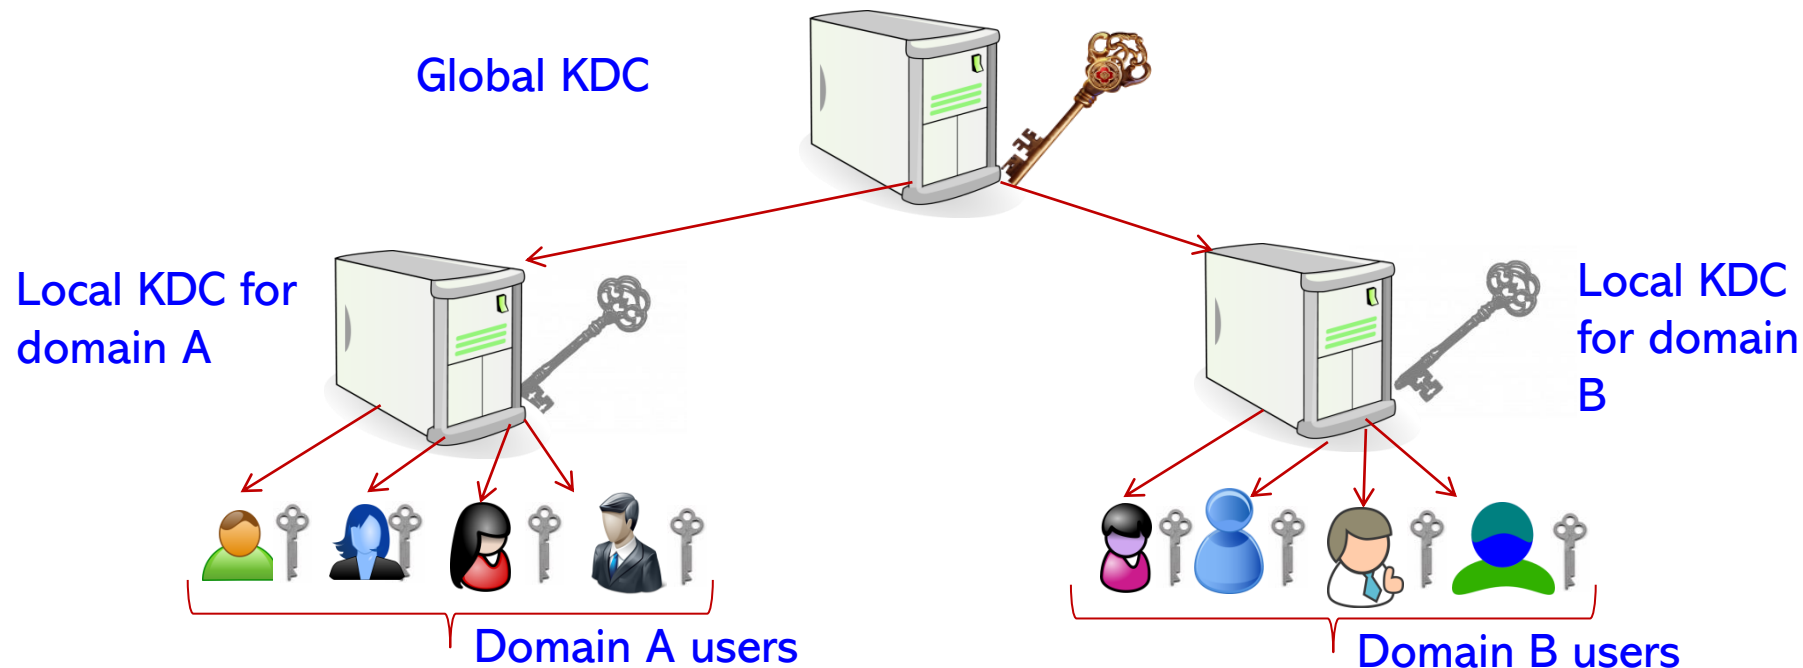 Global KDC
Local KDC for
domain A
Local KDC
for domain
B
Domain A users
Domain B users